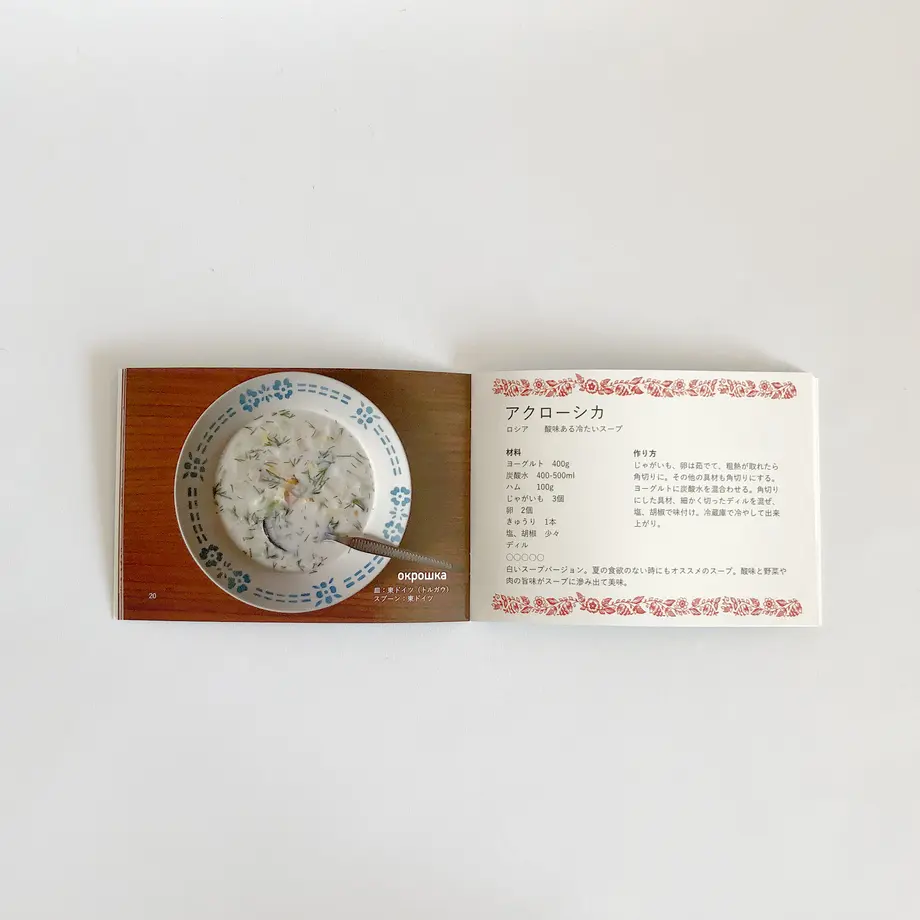 окрошка
皿：東ドイツ（トルガウ）
スプーン：東ドイツ
20
アクローシカ
ロシア　酸味ある冷たいスープ
材料
ヨーグルト　400g
炭酸水　400-500ml
ハム　100g
じゃがいも　3個
卵　2個
きゅうり　1本
塩、胡椒　少々
ディル
○○○○○
作り方
じゃがいも、卵は茹でて、粗熱が取れたら
角切りに。その他の具材も角切りにする。
ヨーグルトに炭酸水を混合わせる。角切り
にした具材、細かく切ったディルを混ぜ、
塩、胡椒で味付け。冷蔵庫で冷やして出来
上がり。
白いスープバージョン。夏の食欲のない時にもオススメのスープ。酸味と野菜や
肉の旨味がスープに滲み出て美味。